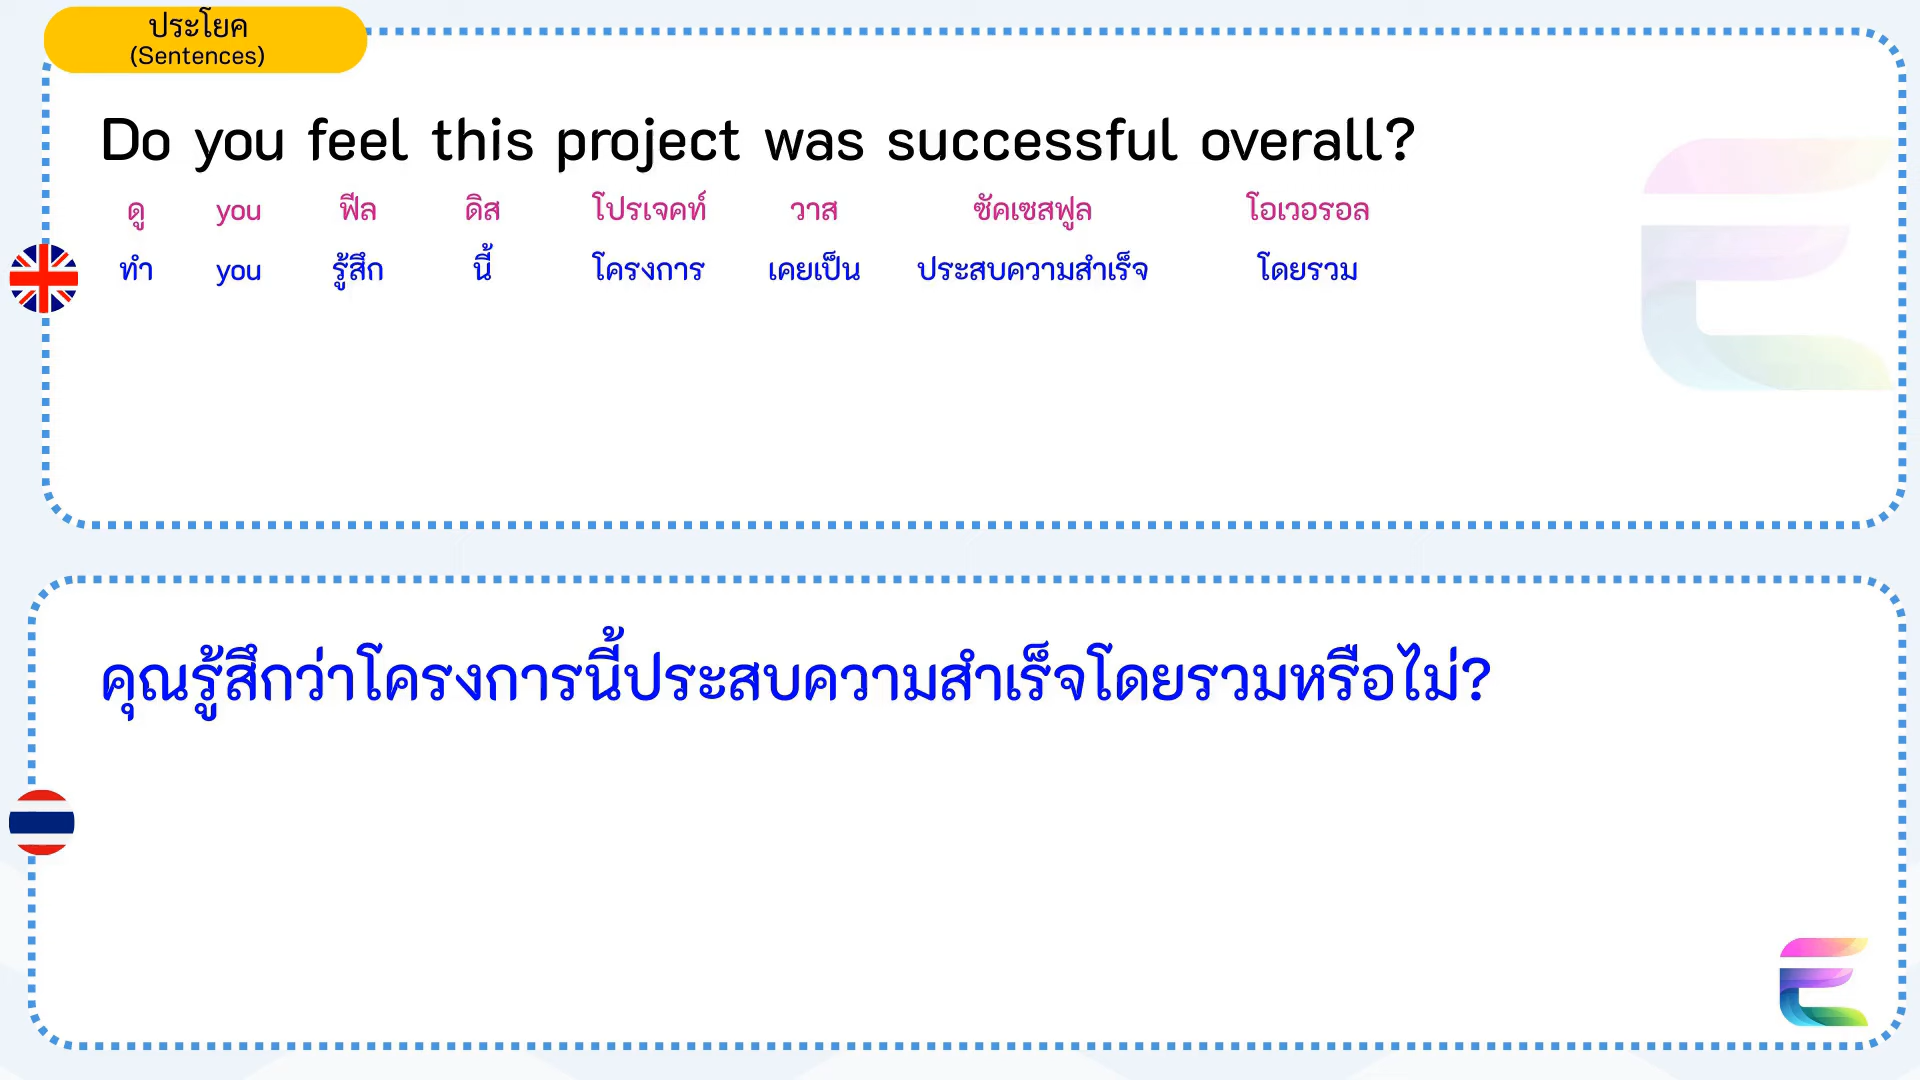 ประโยค
(Sentences)
Do you feel this project was successful overall?
ดู you ฟีล ดิส โปรเจคท์ วาส ซัคเซสฟูล โอเวอรอล
ทำ you รู้สึก นี้ โครงการ เคยเป็น ประสบความสำเร็จ โดยรวม
คุณรู้สึกว่าโครงการนี้ประสบความสำเร็จโดยรวมหรือไม่?